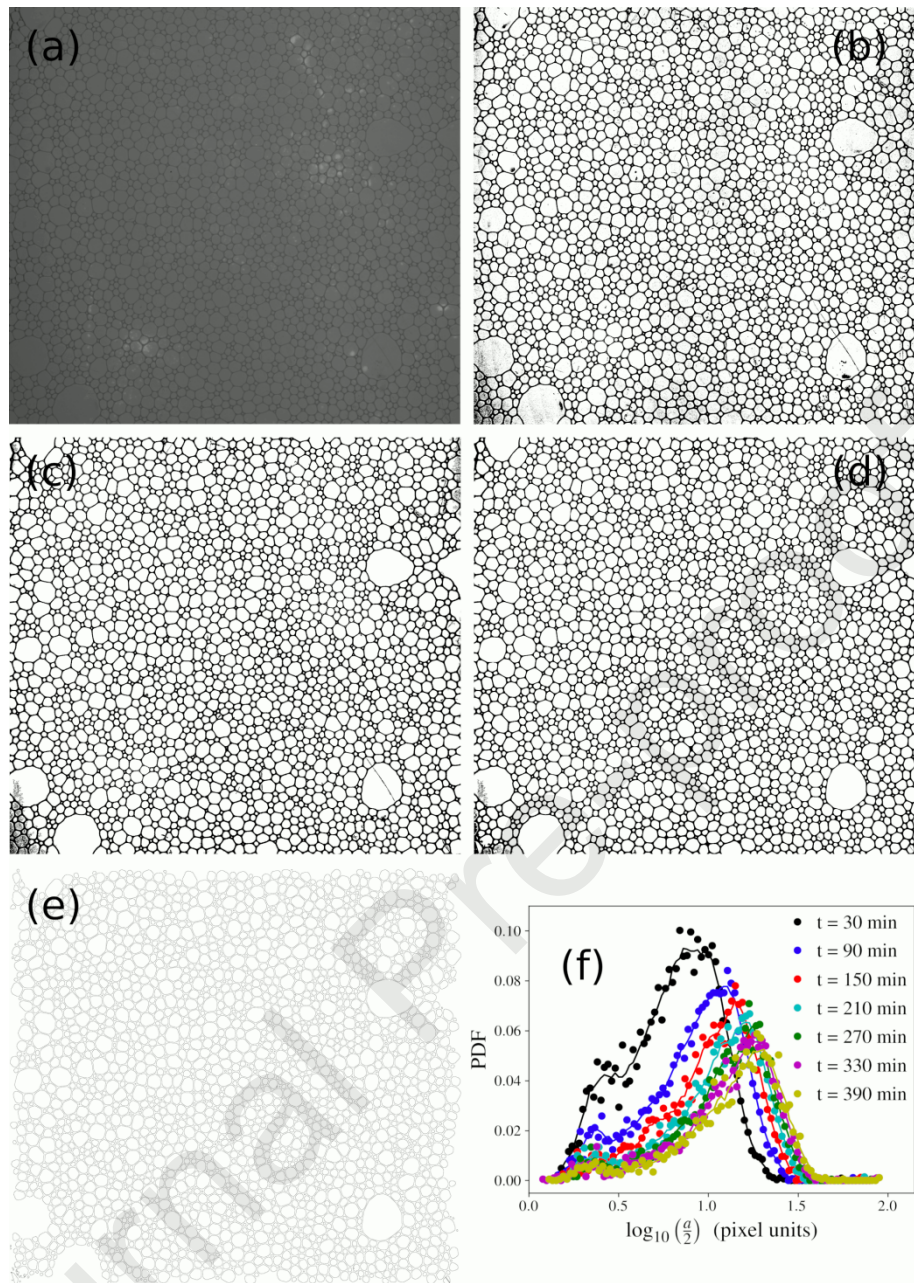 (a)
(b)
(c)
(d)
(e)
(f)
0.10
0.08
0.06
0.04
0.02
0.00
PDF
t = 30 min
t = 90 min
t = 150 min
t = 210 min
t = 270 min
t = 330 min
t = 390 min
0.0 0.5 1.0 1.5 2.0
log₁₀(a/2) (pixel units)